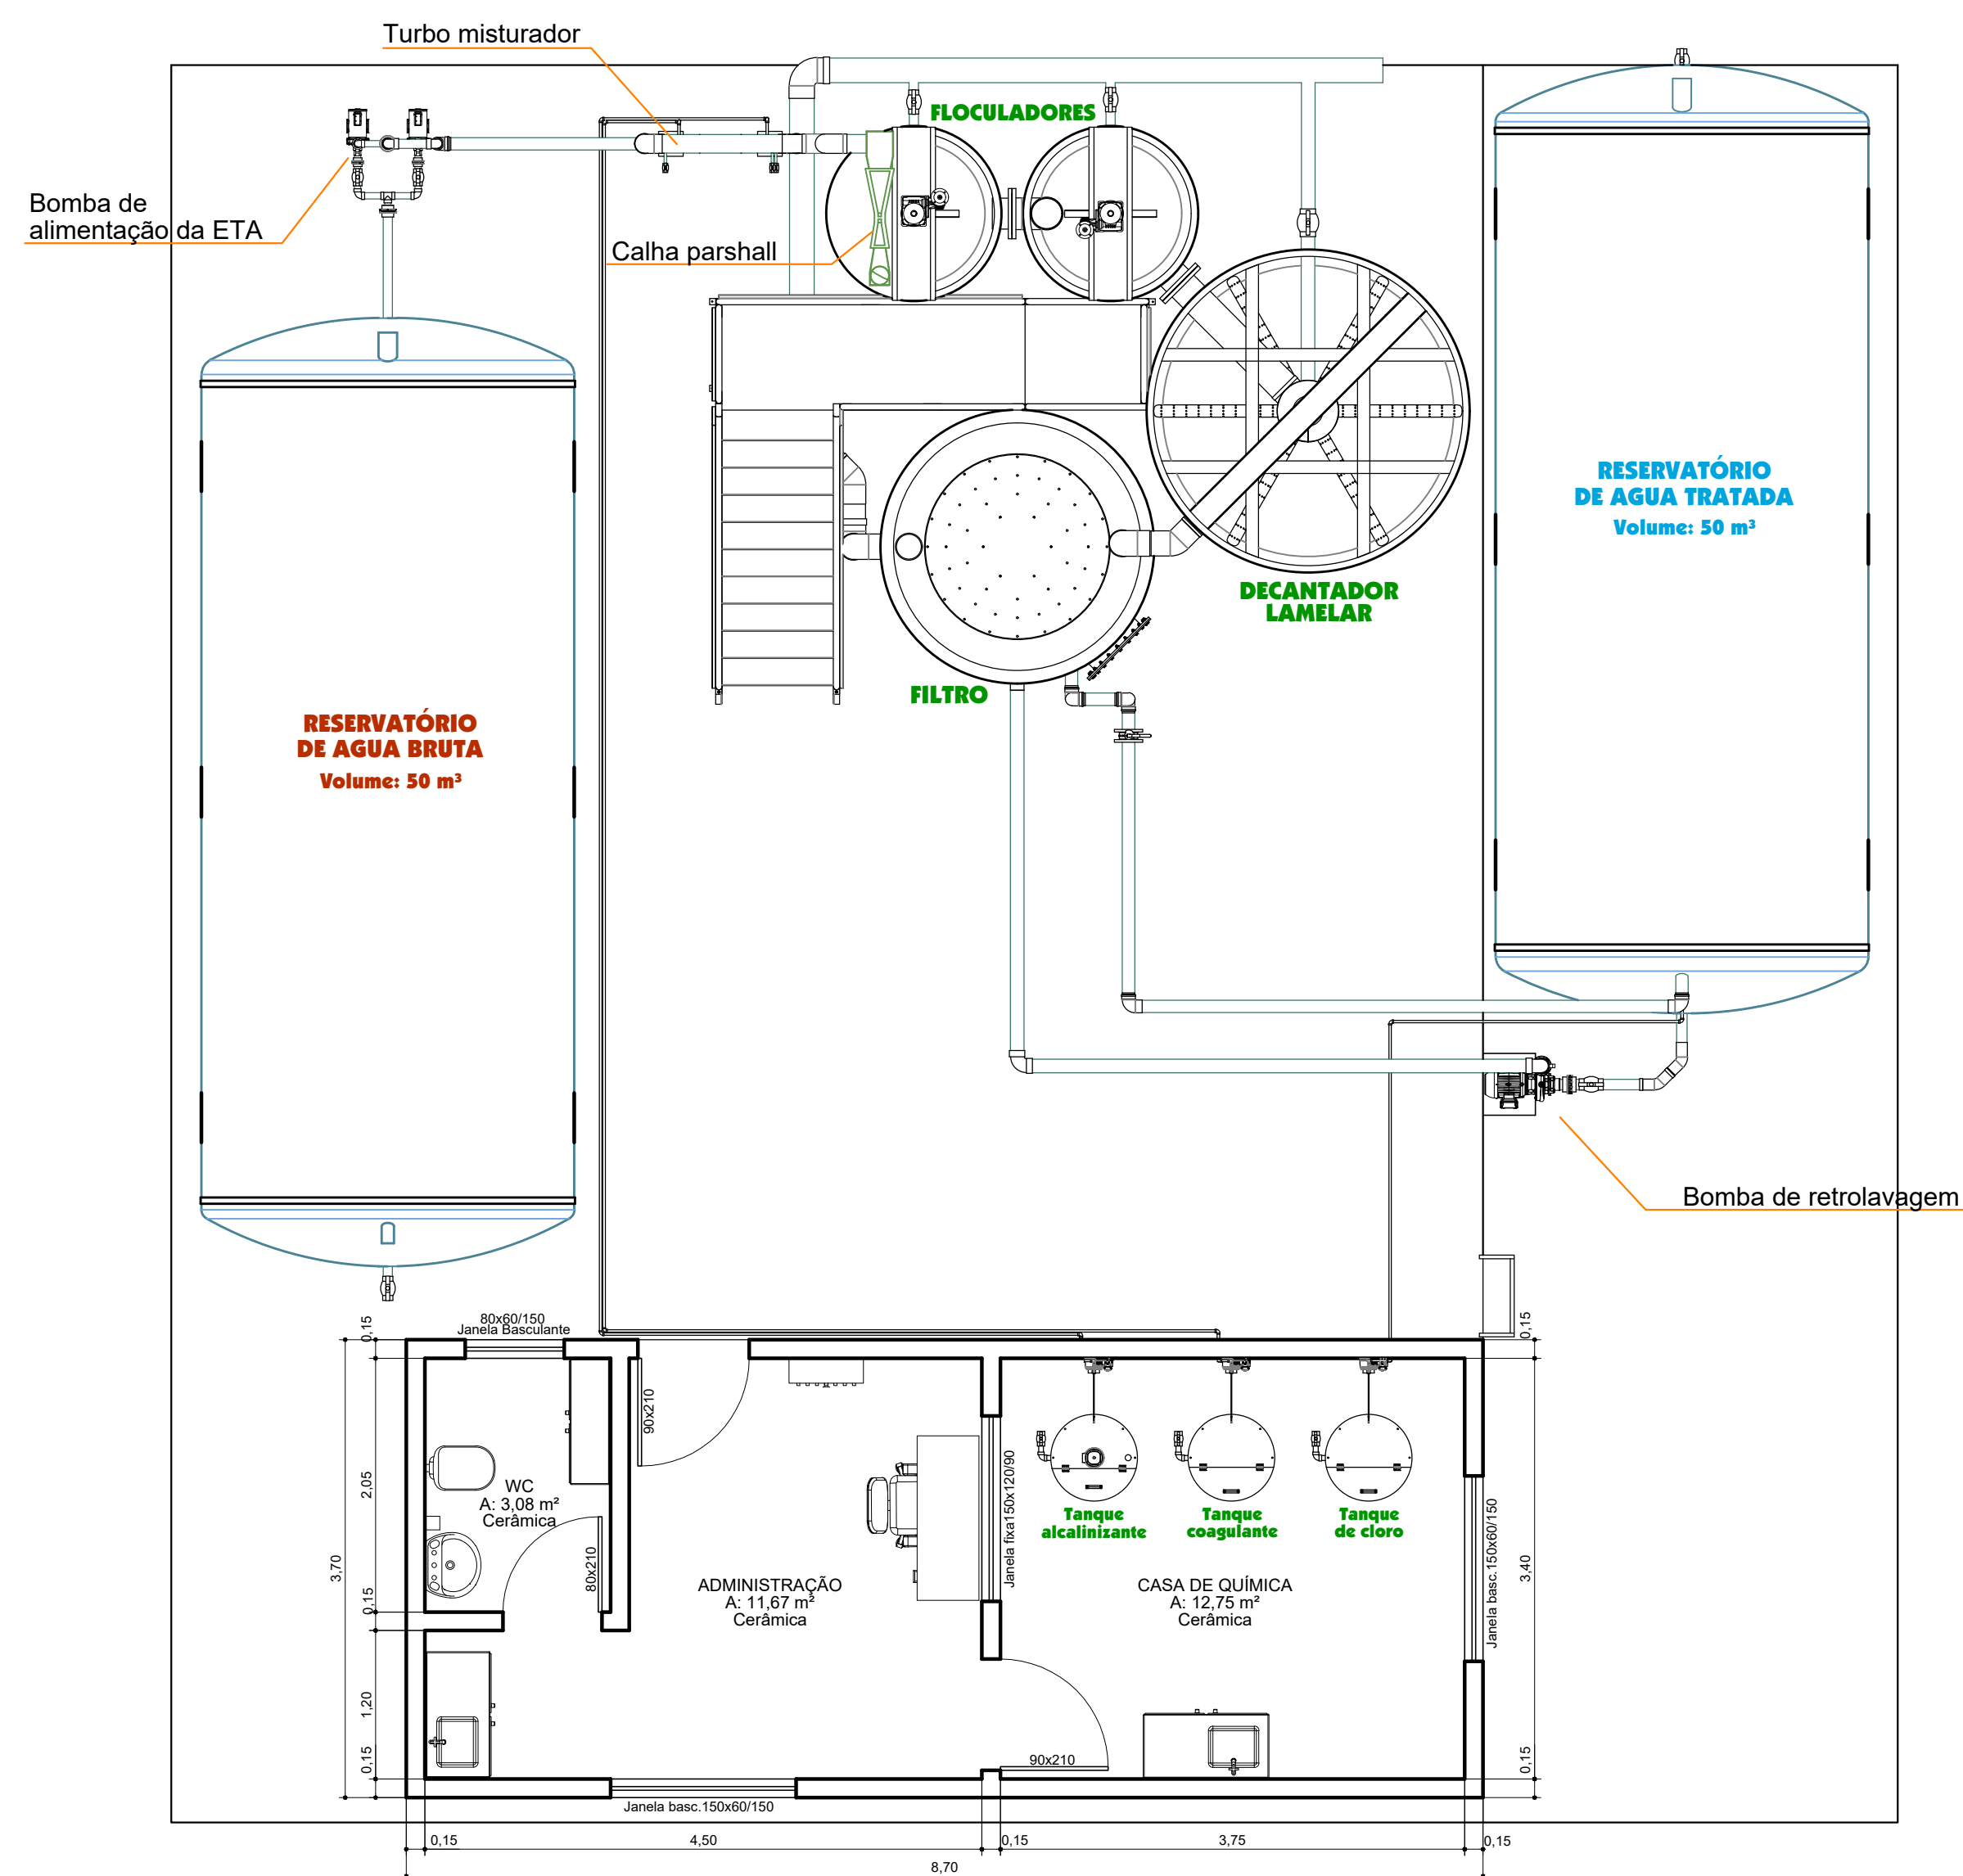 Turbo misturador
FLOCULADORES
Bomba de
alimentação da ETA
Calha parshall
RESERVATÓRIO
DE AGUA TRATADA
Volume: 50 m³
DECANTADOR
LAMELAR
FILTRO
RESERVATÓRIO
DE AGUA BRUTA
Volume: 50 m³
Bomba de retrolavagem
80x60/150
Janela Basculante
0,15
0,15
90x210
2,05
WC
A: 3,08 m²
Cerâmica
80x210
Janela fixa150x120/90
Tanque
alcalinizante
Tanque
coagulante
Tanque
de cloro
Janela basc.150x60/150
3,70
0,15
3,40
ADMINISTRAÇÃO
A: 11,67 m²
Cerâmica
CASA DE QUÍMICA
A: 12,75 m²
Cerâmica
1,20
0,15
90x210
0,15
Janela basc.150x60/150
0,15
4,50
0,15
3,75
0,15
8,70